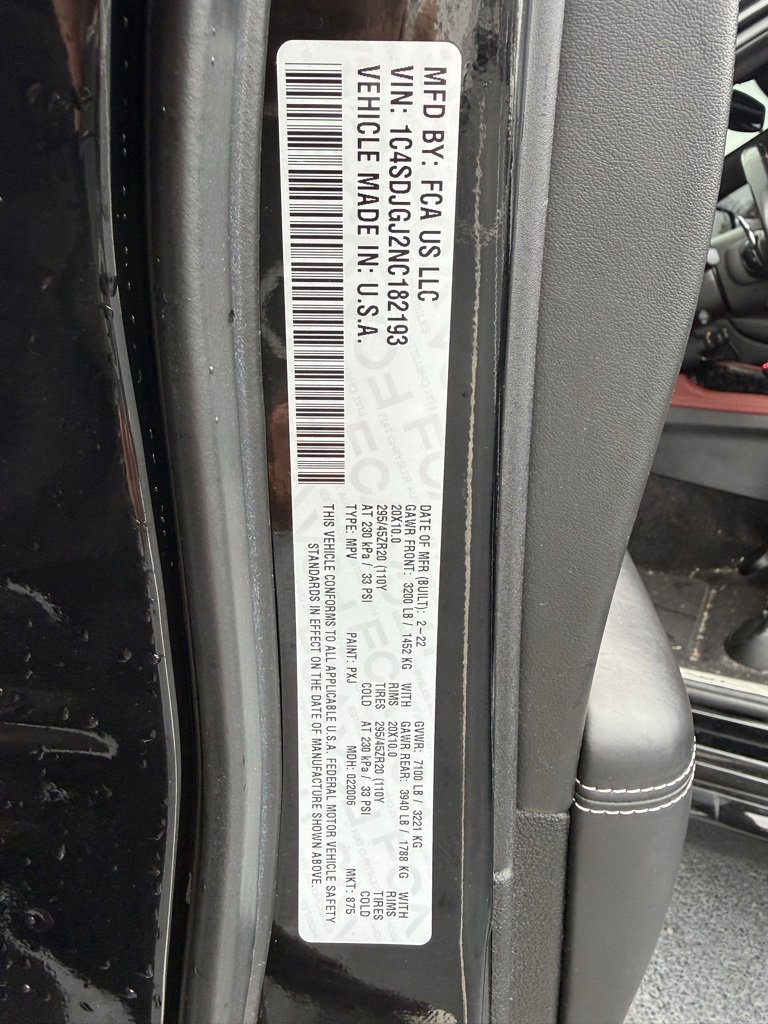 MFD BY: FCA US LLC
VIN: 1C4SDJGJ2NC182193
VEHICLE MADE IN: U.S.A.
DATE OF MFR (BUILT): 2-22 GVWR: 7100 LB / 3221 KG
GAWR FRONT: 3200 LB / 1452 KG WITH GAWR REAR: 3940 LB / 1788 KG WITH
20X10.0 RIMS 20X10.0 RIMS
295/45ZR20 (110Y TIRES 295/45ZR20 (110Y TIRES
AT 230 kPa / 33 PSI COLD AT 230 kPa / 33 PSI COLD
TYPE: MPV PAINT: PXJ MDH: 022006 MKT: 875
THIS VEHICLE CONFORMS TO ALL APPLICABLE U.S.A. FEDERAL MOTOR VEHICLE SAFETY
STANDARDS IN EFFECT ON THE DATE OF MANUFACTURE SHOWN ABOVE.